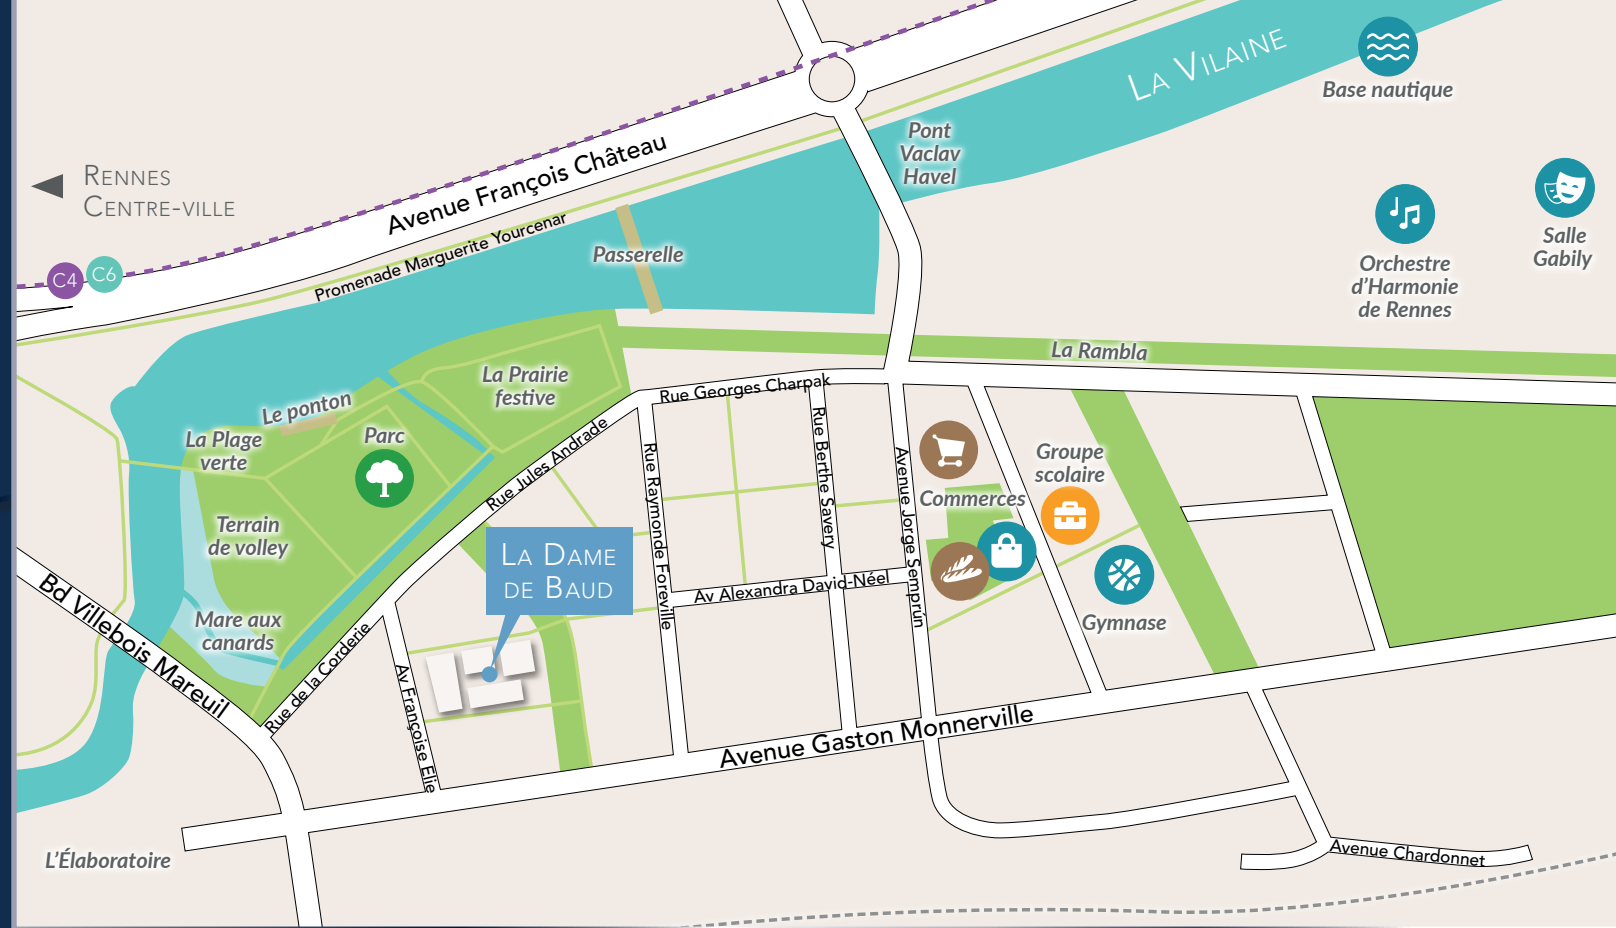 LA VILAINE
Base nautique
Pont
Vaclav
Havel
Avenue François Château
RENNES
CENTRE-VILLE
Promenade Marguerite Yourcenar
Passerelle
Salle
Gabily
Orchestre
d'Harmonie
de Rennes
C4
C6
La Rambla
La Prairie
festive
Rue Georges Charpak
Le ponton
La Plage
verte
Parc
Rue Jules Andrade
Rue Raymonde Foreville
Rue Berthe Savery
Avenue Jorge Semprún
Commerces
Groupe
scolaire
Terrain
de volley
LA DAME
DE BAUD
Av Alexandra David-Néel
Gymnase
Bd Villebois Mareuil
Mare aux
canards
Rue de la Corderie
Av Françoise Elie
Avenue Gaston Monnerville
L'Élaboratoire
Avenue Chardonnet